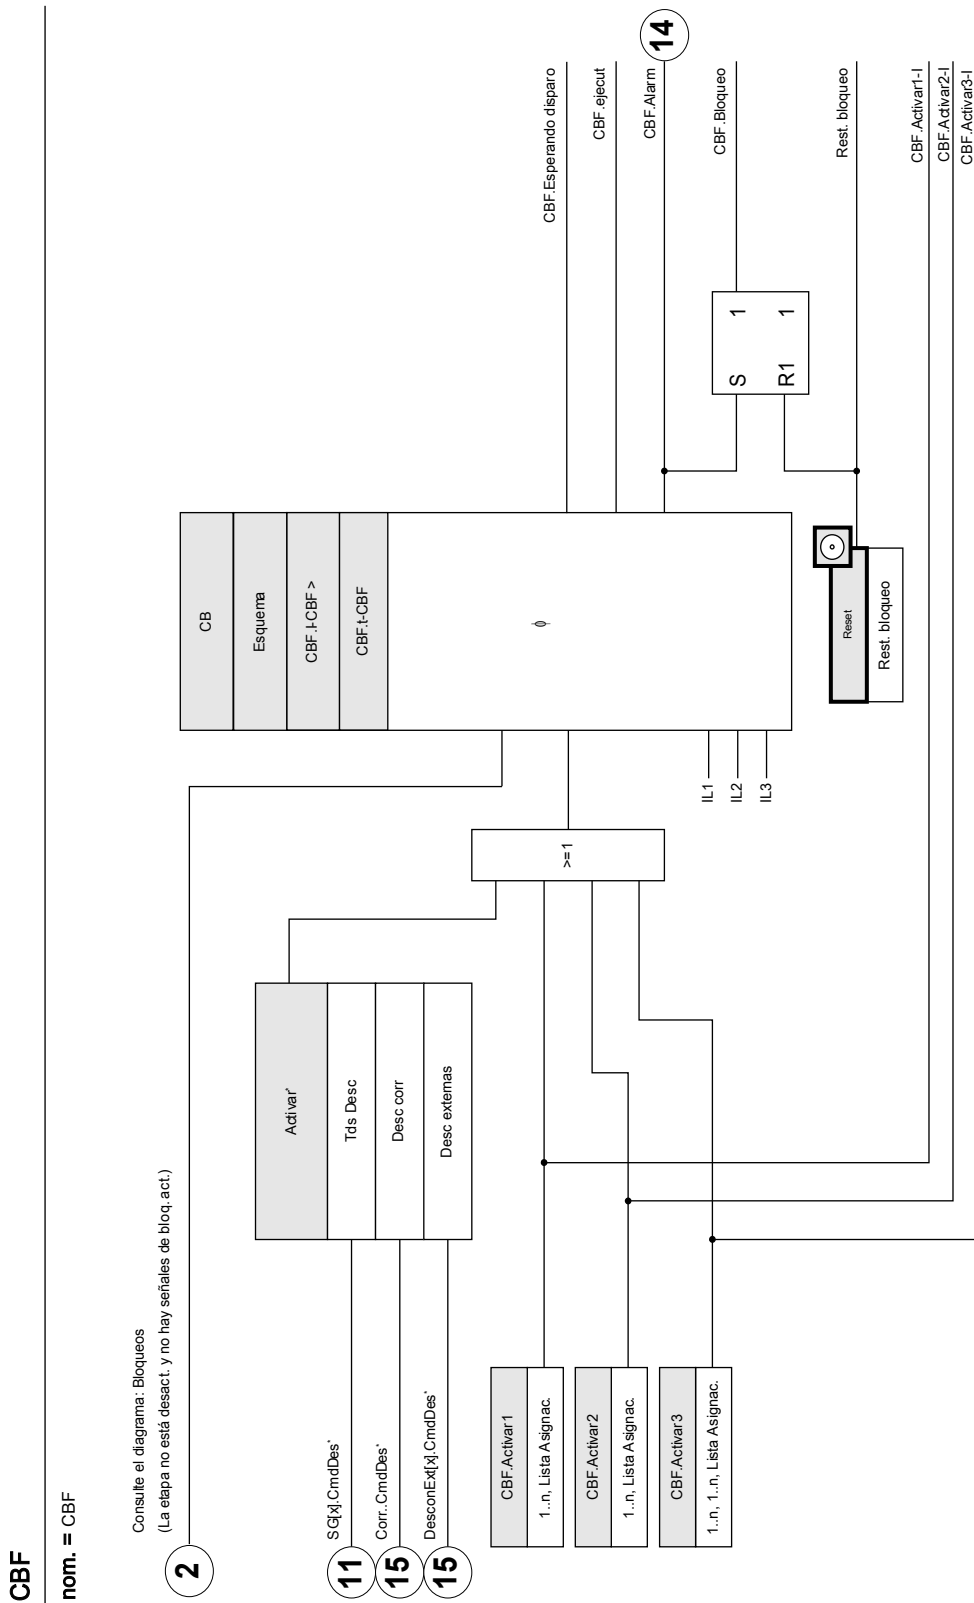 CBF
nom. = CBF
2
Consulte el diagrama: Bloqueos
(La etapa no está desact. y no hay señales de bloq. act.)
11
SG[x].CmdDes*
15
Corr..CmdDes*
15
DesconExt[x].CmdDes*
Activar*
Tds Desc
Desc corr
Desc externas
CBF.Activar1
1..n, Lista Asignac.
CBF.Activar2
1..n, Lista Asignac.
CBF.Activar3
1..n, 1..n, Lista Asignac.
>=1
IL1
IL2
IL3
CB
Esquema
CBF.I-CBF >
CBF.t-CBF
ϕ
Reset
Rest. bloqueo
S
1
R1
1
CBF.Esperando disparo
CBF.ejecut
CBF.Alarm
14
CBF.Bloqueo
Rest. bloqueo
CBF.Activar1-I
CBF.Activar2-I
CBF.Activar3-I